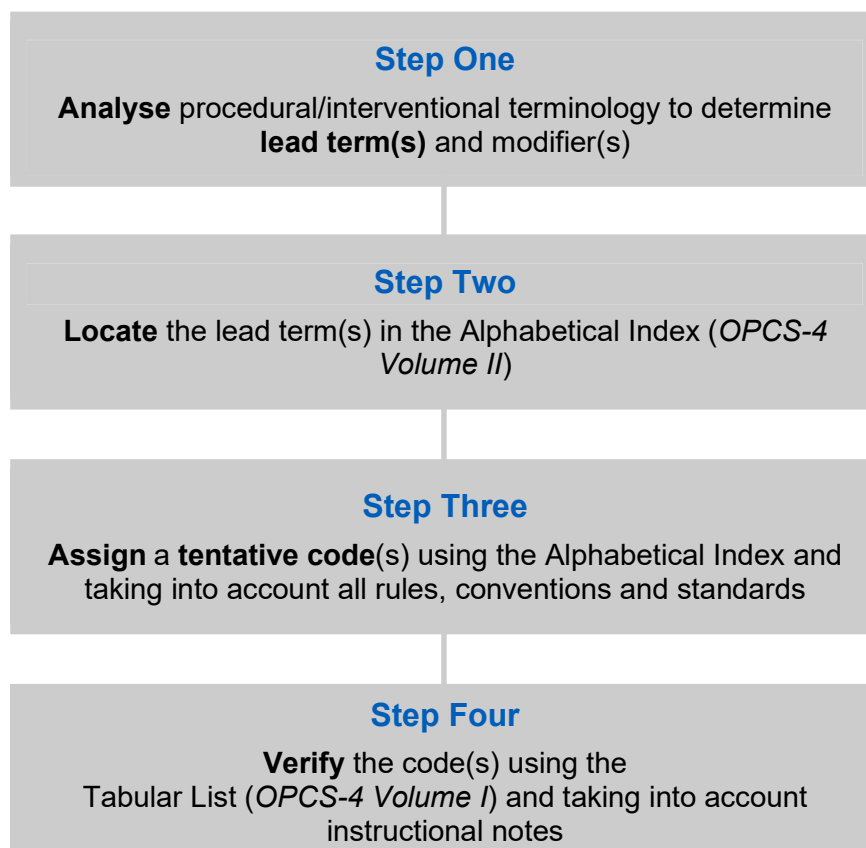 Step One
Analyse procedural/interventional terminology to determine
lead term(s) and modifier(s)
Step Two
Locate the lead term(s) in the Alphabetical Index (OPCS-4
Volume II)
Step Three
Assign a tentative code(s) using the Alphabetical Index and
taking into account all rules, conventions and standards
Step Four
Verify the code(s) using the
Tabular List (OPCS-4 Volume I) and taking into account
instructional notes